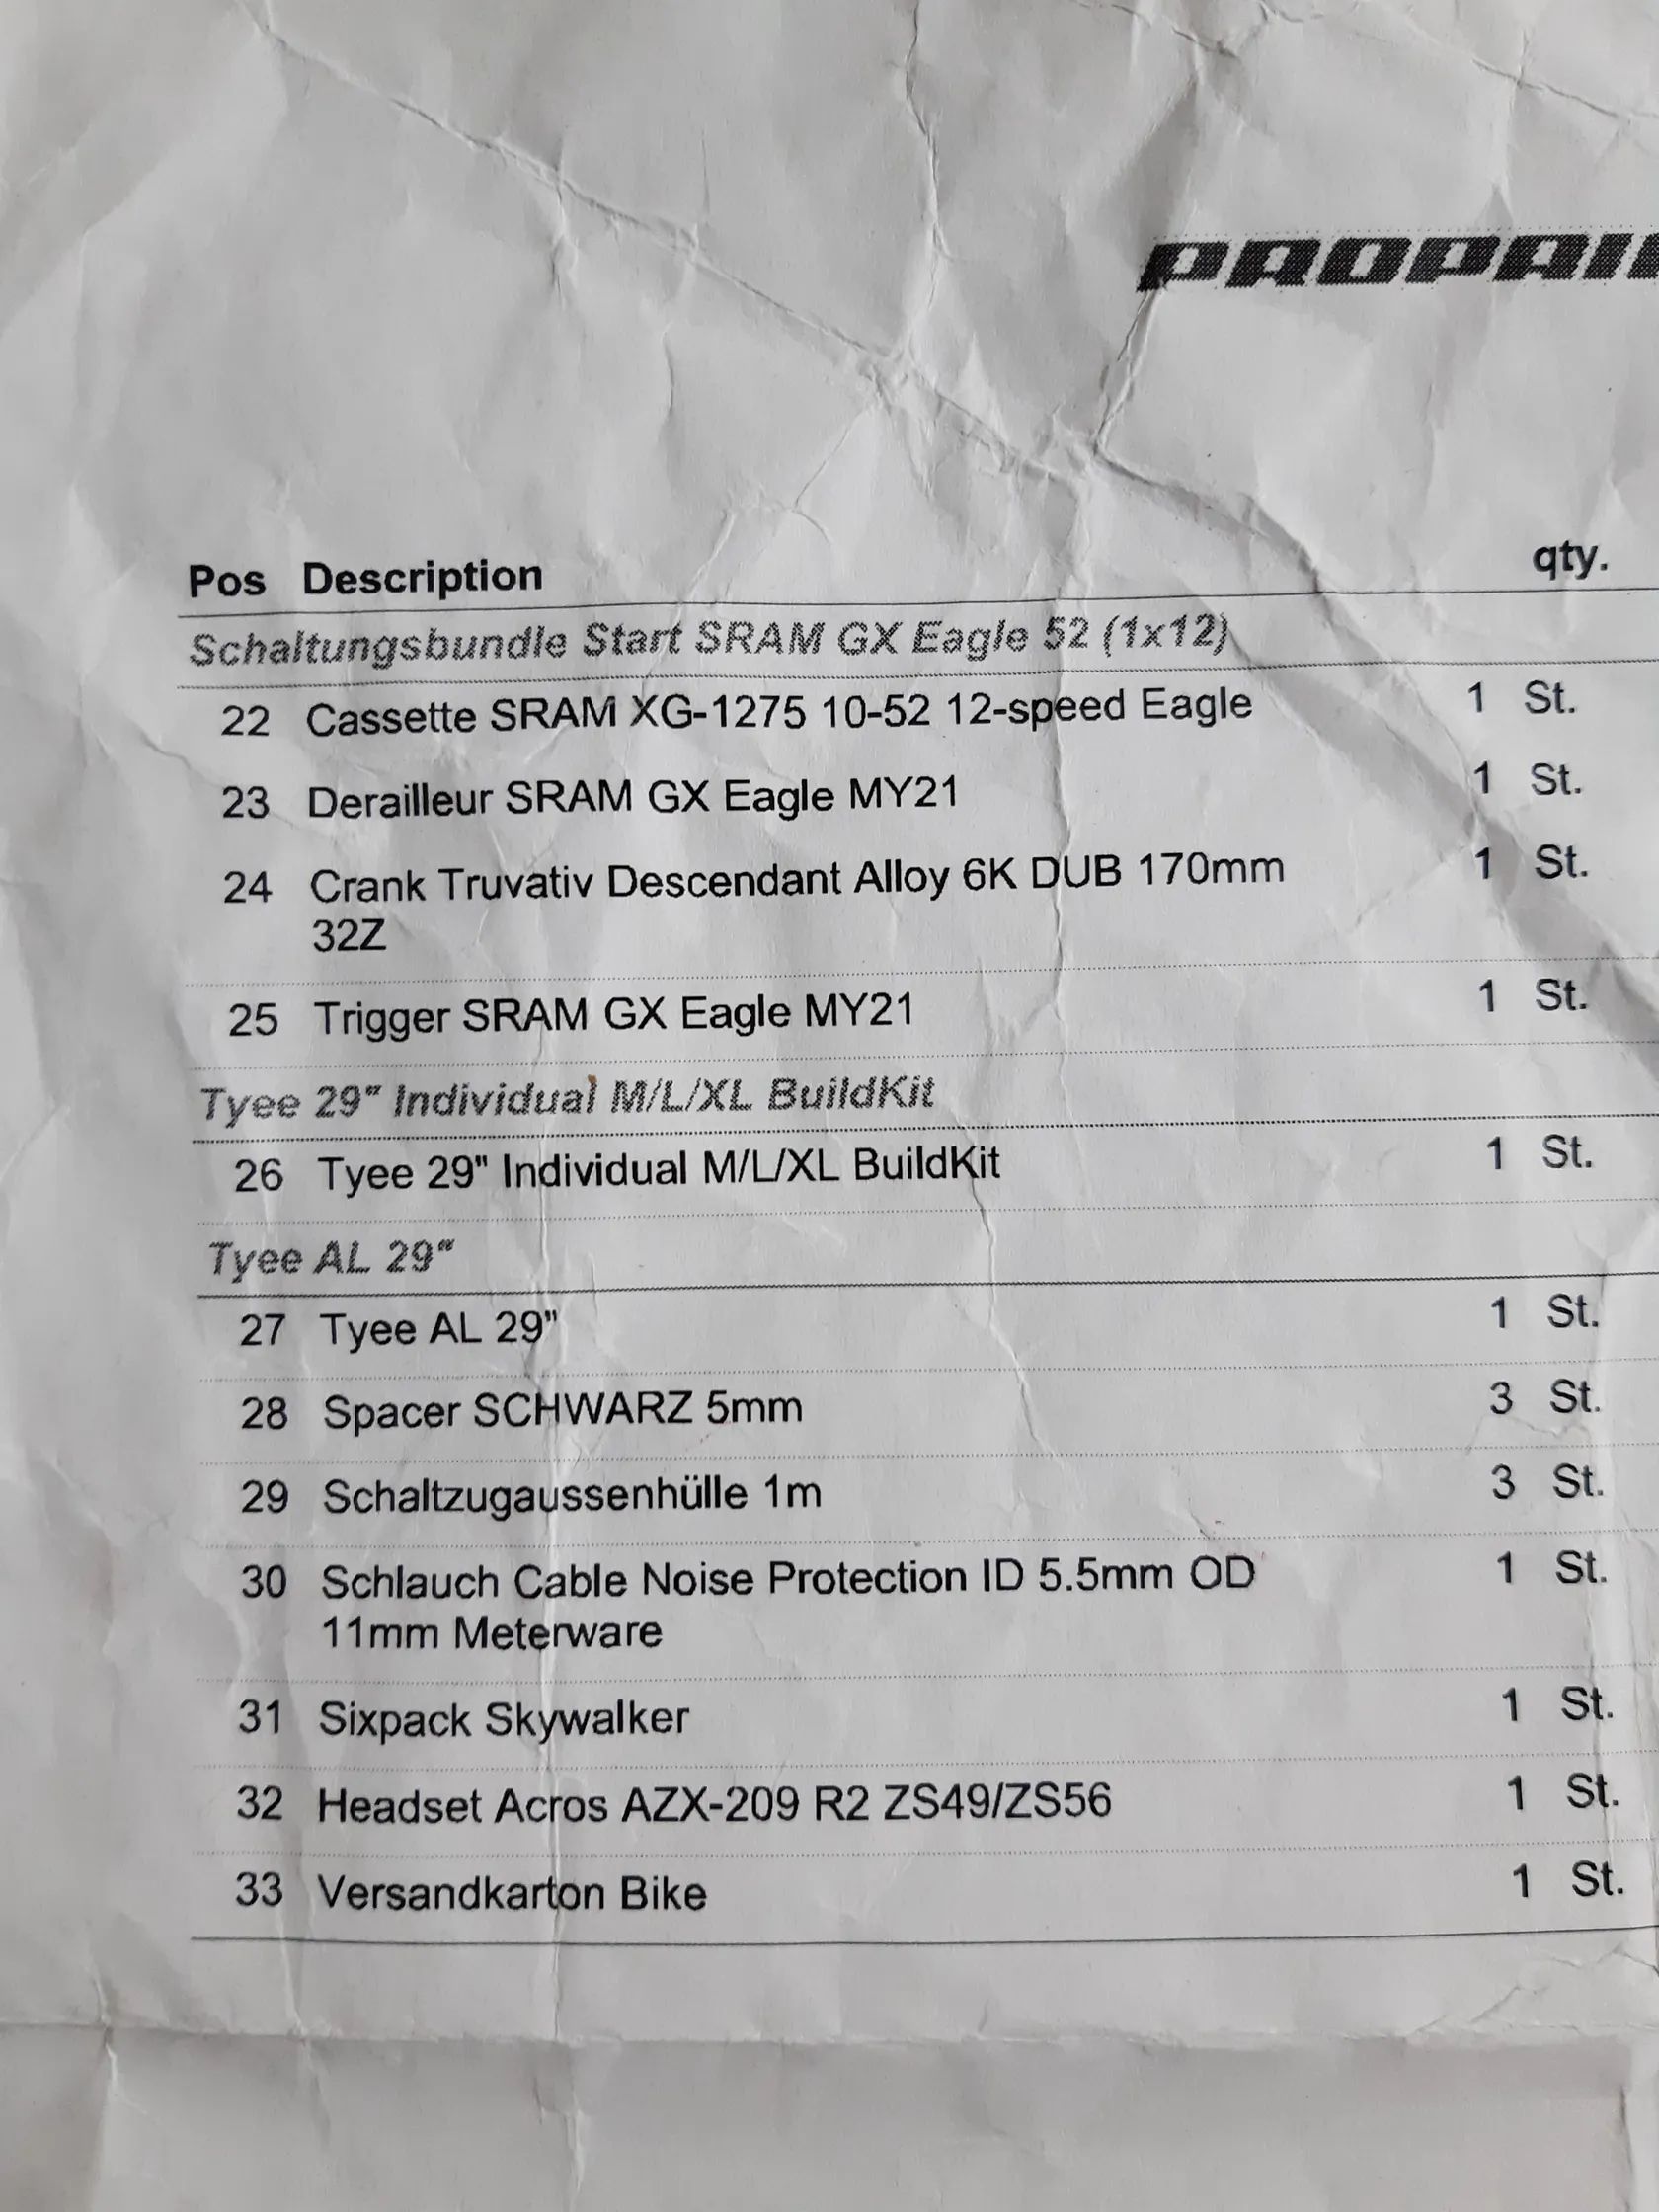 Pos Description qty.
Schaltungsbundle Start SRAM GX Eagle 52 (1x12)
22 Cassette SRAM XG-1275 10-52 12-speed Eagle 1 St.
23 Derailleur SRAM GX Eagle MY21 1 St.
24 Crank Truvativ Descendant Alloy 6K DUB 170mm 1 St.
32Z
25 Trigger SRAM GX Eagle MY21 1 St.
Tyee 29" Individual M/L/XL BuildKit
26 Tyee 29" Individual M/L/XL BuildKit 1 St.
Tyee AL 29"
27 Tyee AL 29" 1 St.
28 Spacer SCHWARZ 5mm 3 St.
29 Schaltzugaussenhülle 1m 3 St.
30 Schlauch Cable Noise Protection ID 5.5mm OD 1 St.
11mm Meterware
31 Sixpack Skywalker 1 St.
32 Headset Acros AZX-209 R2 ZS49/ZS56 1 St.
33 Versandkarton Bike 1 St.